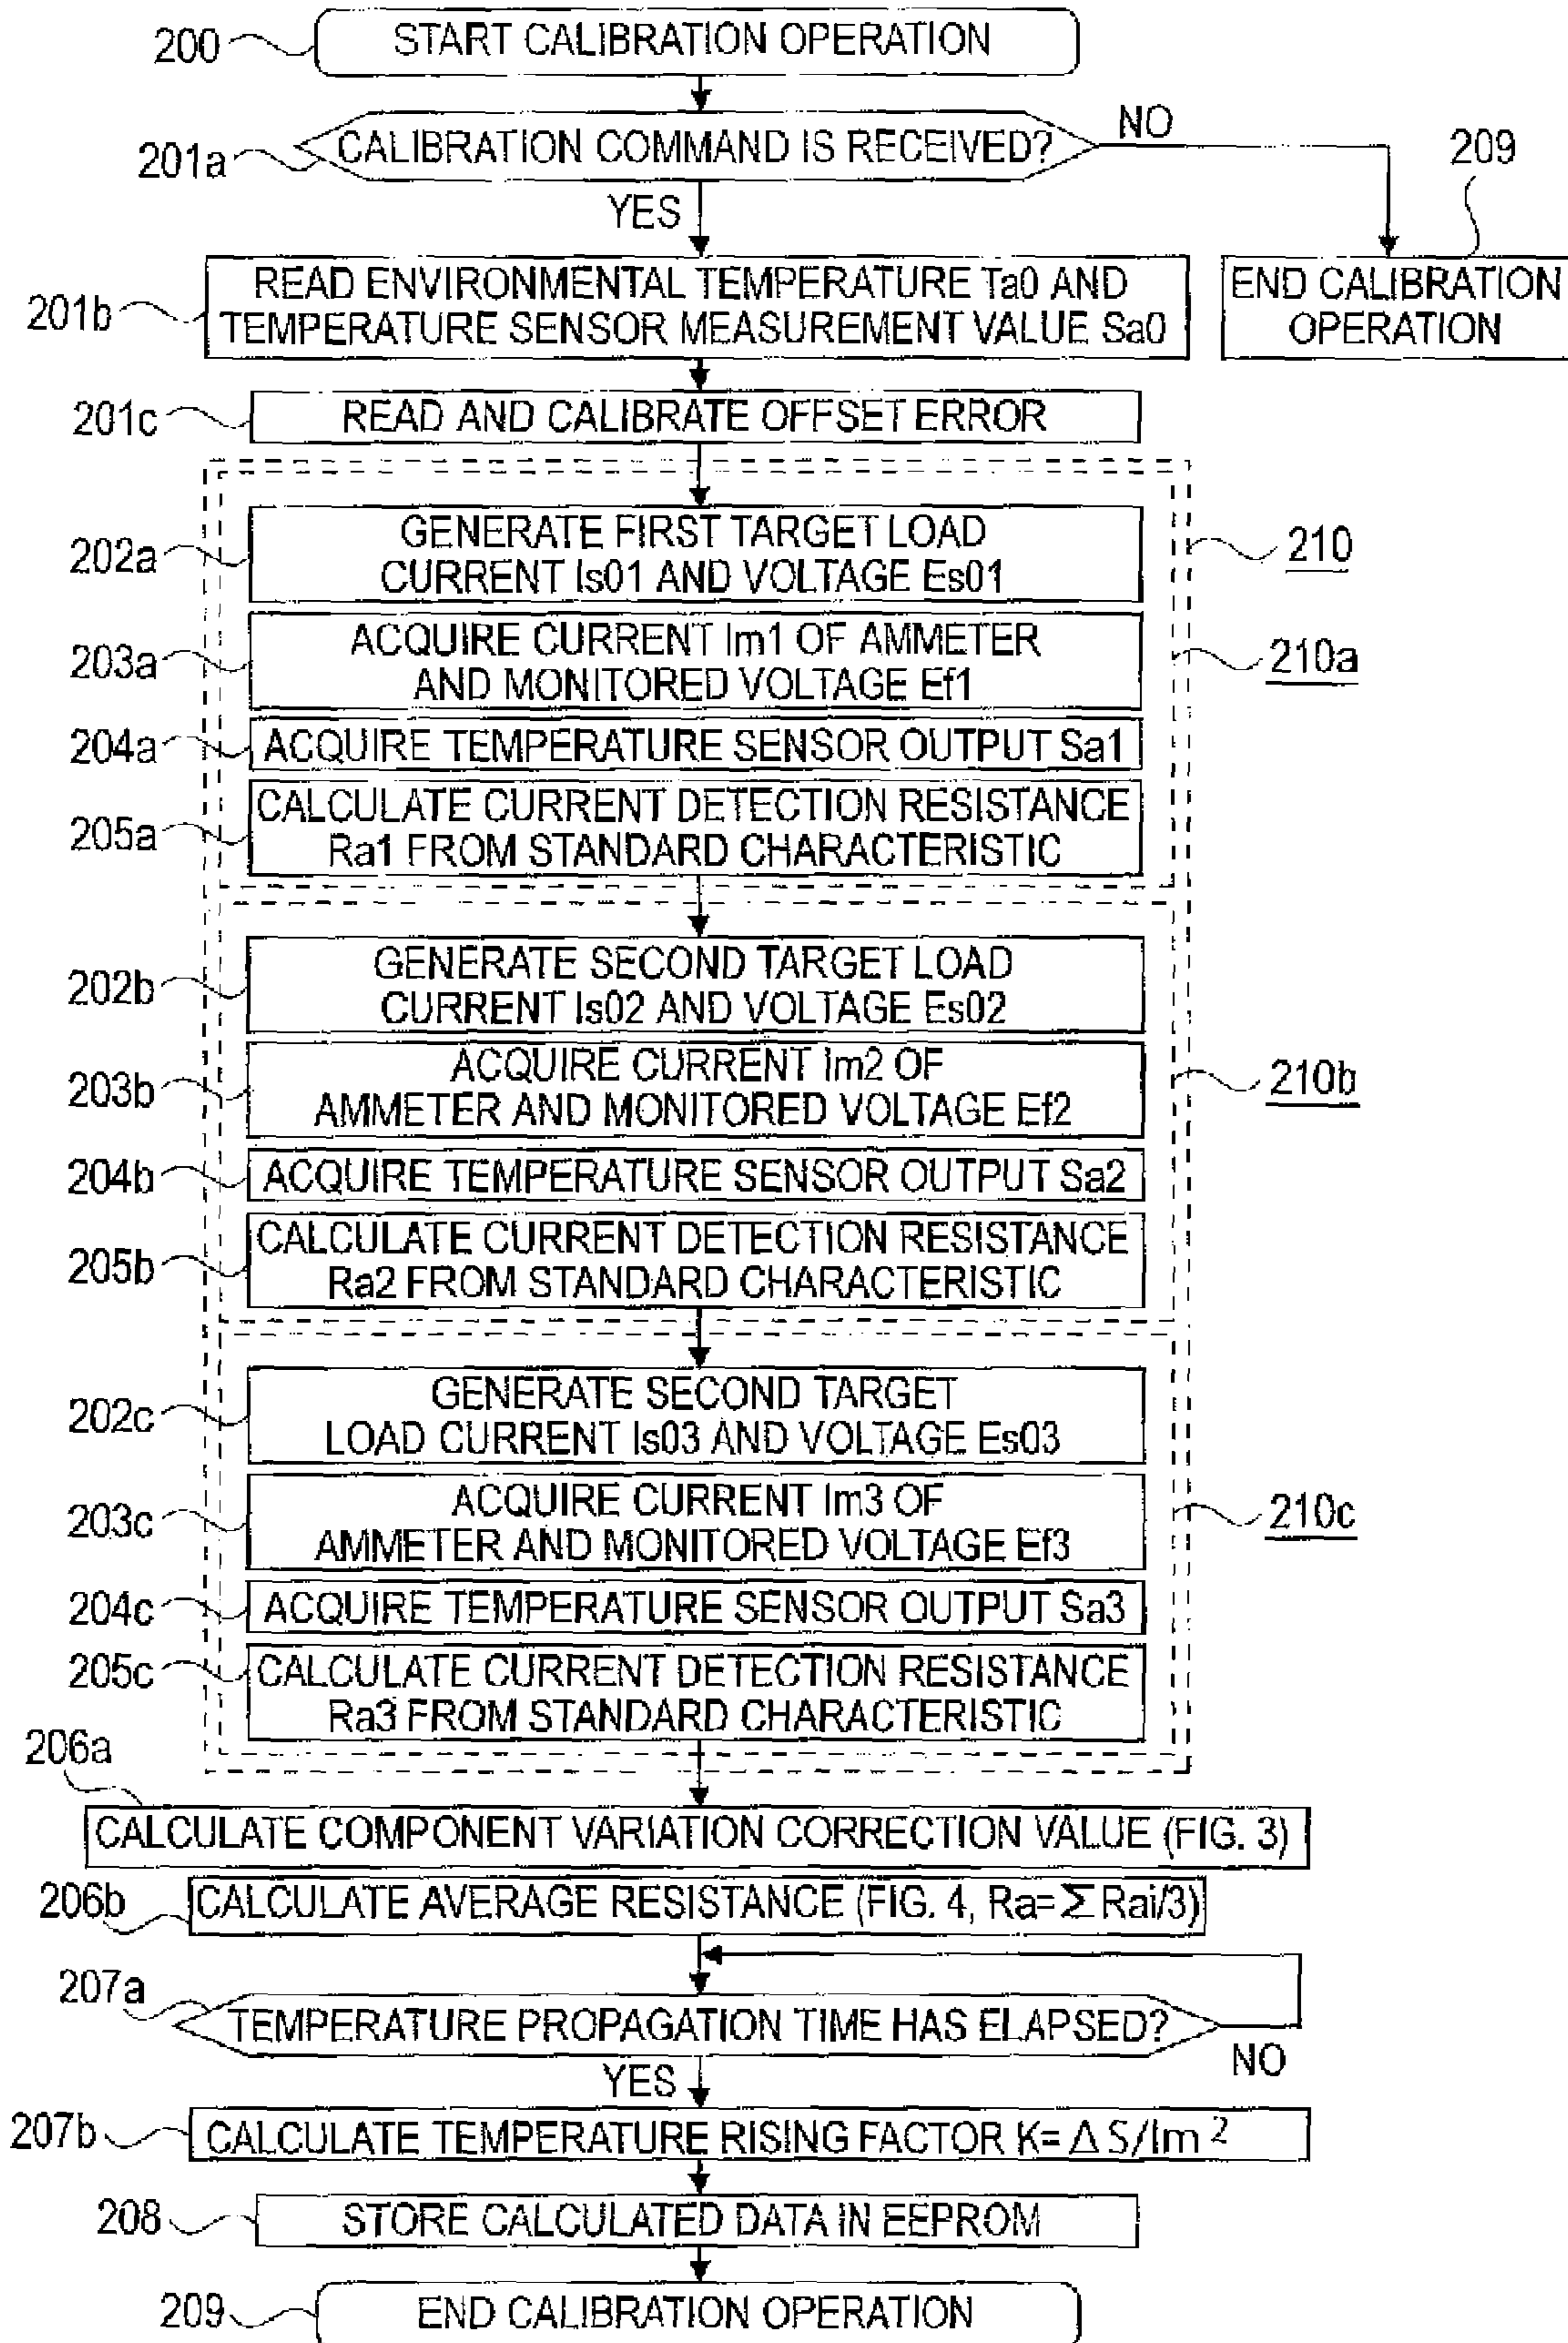 200
START CALIBRATION OPERATION
201a
CALIBRATION COMMAND IS RECEIVED?
NO
YES
209
201b
READ ENVIRONMENTAL TEMPERATURE Ta0 AND
TEMPERATURE SENSOR MEASUREMENT VALUE Sa0
END CALIBRATION
OPERATION
201c
READ AND CALIBRATE OFFSET ERROR
202a
GENERATE FIRST TARGET LOAD
CURRENT Is01 AND VOLTAGE Es01
210
203a
ACQUIRE CURRENT Im1 OF AMMETER
AND MONITORED VOLTAGE Ef1
210a
204a
ACQUIRE TEMPERATURE SENSOR OUTPUT Sa1
205a
CALCULATE CURRENT DETECTION RESISTANCE
Ra1 FROM STANDARD CHARACTERISTIC
202b
GENERATE SECOND TARGET LOAD
CURRENT Is02 AND VOLTAGE Es02
203b
ACQUIRE CURRENT Im2 OF
AMMETER AND MONITORED VOLTAGE Ef2
210b
204b
ACQUIRE TEMPERATURE SENSOR OUTPUT Sa2
205b
CALCULATE CURRENT DETECTION RESISTANCE
Ra2 FROM STANDARD CHARACTERISTIC
202c
GENERATE SECOND TARGET
LOAD CURRENT Is03 AND VOLTAGE Es03
203c
ACQUIRE CURRENT Im3 OF
AMMETER AND MONITORED VOLTAGE Ef3
210c
204c
ACQUIRE TEMPERATURE SENSOR OUTPUT Sa3
205c
CALCULATE CURRENT DETECTION RESISTANCE
Ra3 FROM STANDARD CHARACTERISTIC
206a
CALCULATE COMPONENT VARIATION CORRECTION VALUE (FIG. 3)
206b
CALCULATE AVERAGE RESISTANCE (FIG. 4, Ra=ΣRai/3)
207a
TEMPERATURE PROPAGATION TIME HAS ELAPSED?
NO
YES
207b
CALCULATE TEMPERATURE RISING FACTOR K=ΔS/Im²
208
STORE CALCULATED DATA IN EEPROM
209
END CALIBRATION OPERATION